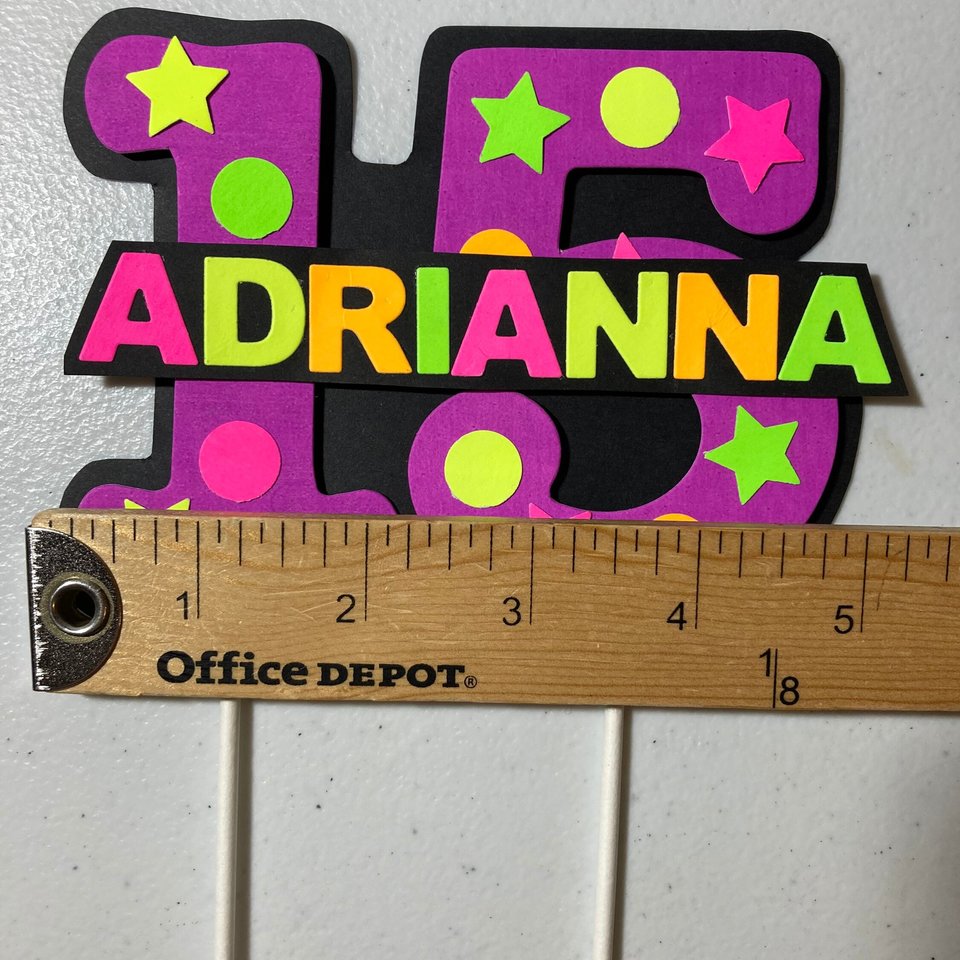 15
ADRIANNA
1 2 3 4 5
Office DEPOT®
1/8